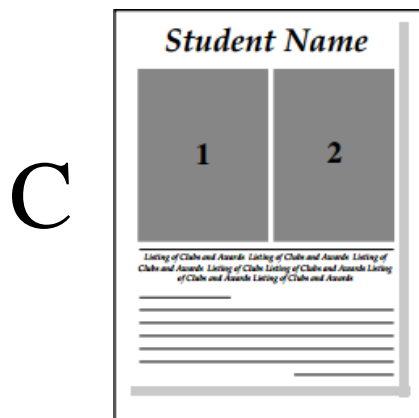 Student Name
C
1 2
Listing of Clubs and Awards Listing of Clubs and Awards Listing of
Clubs and Awards Listing of Clubs Listing of Clubs and Awards Listing
of Clubs and Awards Listing of Clubs and Awards